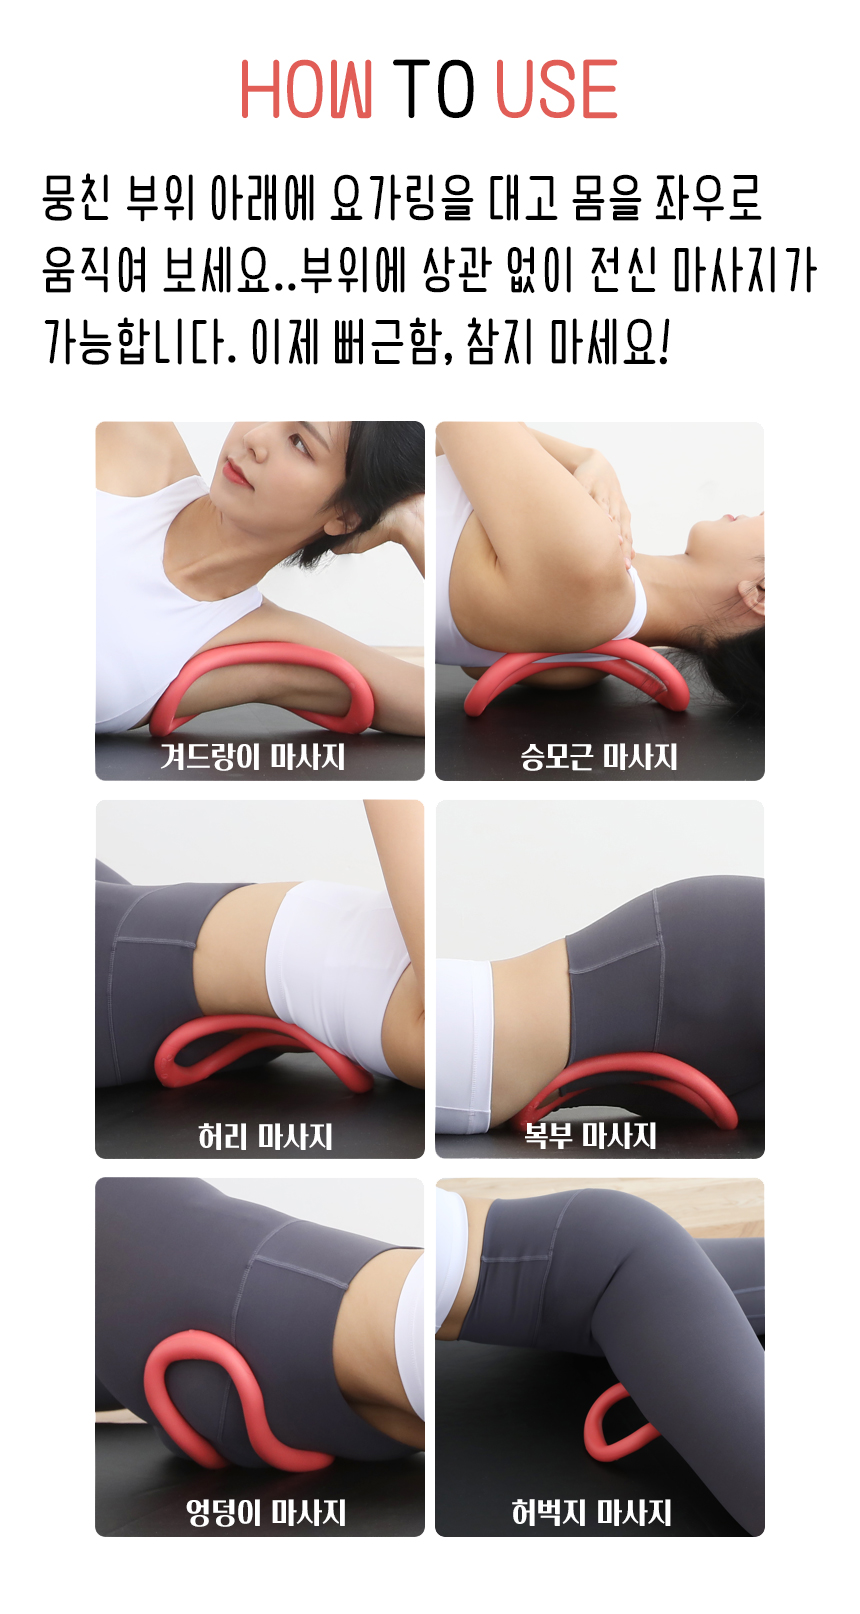 HOW TO USE
뭉친 부위 아래에 요가링을 대고 몸을 좌우로
움직여 보세요..부위에 상관 없이 전신 마사지가
가능합니다. 이제 뻐근함, 참지 마세요!
겨드랑이 마사지
승모근 마사지
허리 마사지
복부 마사지
엉덩이 마사지
허벅지 마사지